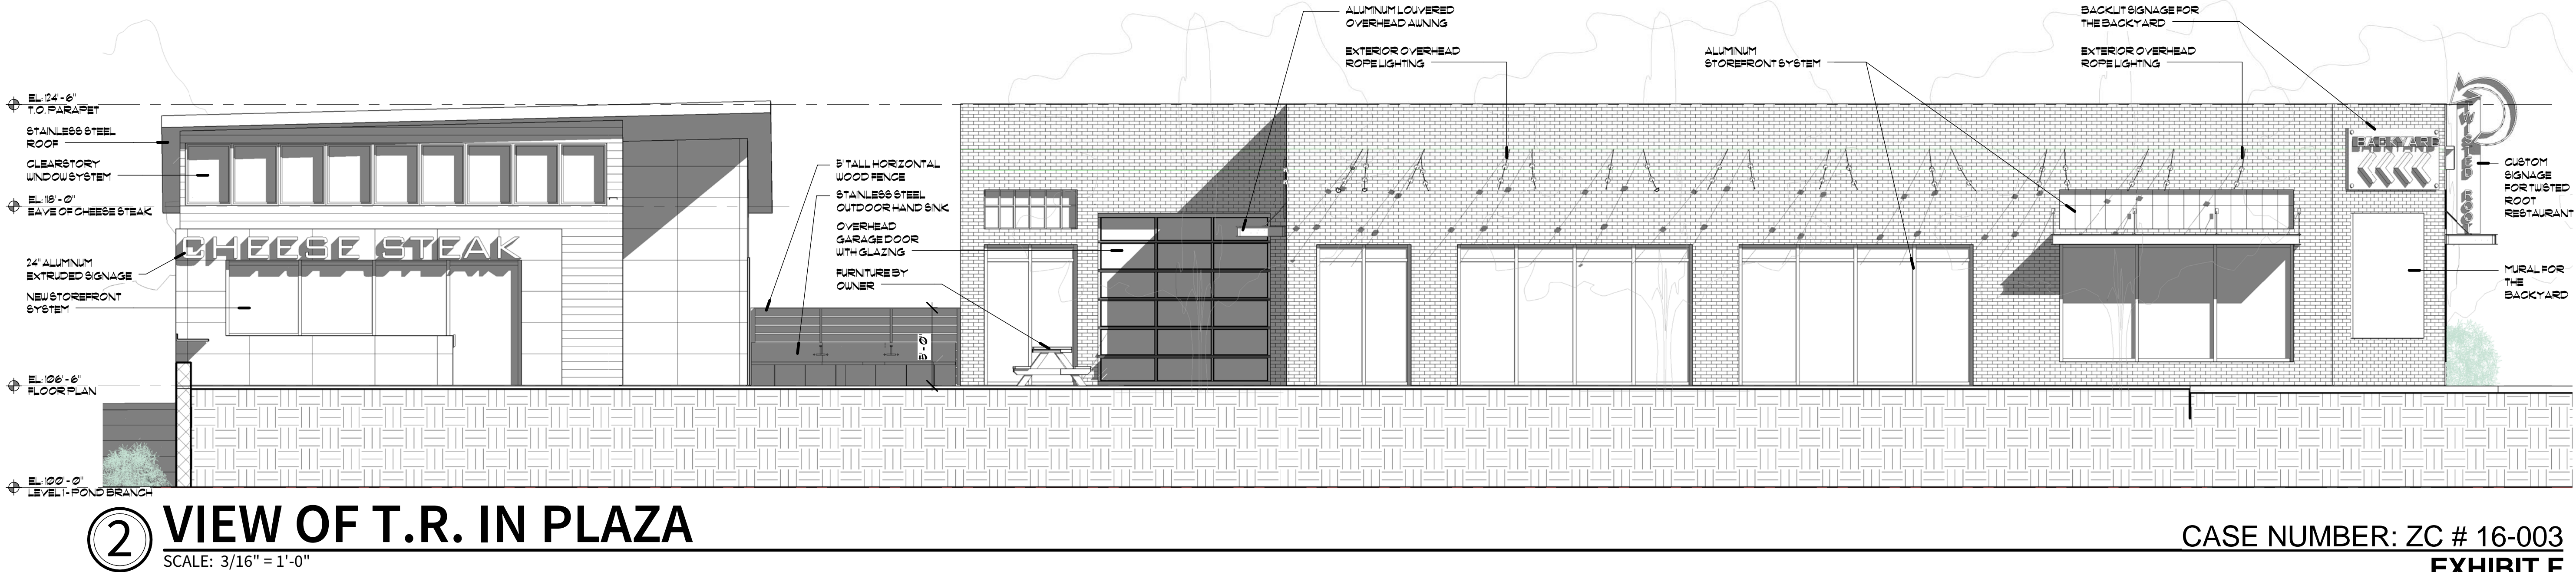 ALUMINUM LOUVERED
OVERHEAD AWNING
EXTERIOR OVERHEAD
ROPE LIGHTING
ALUMINUM
STOREFRONT SYSTEM
BACKLIT SIGNAGE FOR
THE BACKYARD
EXTERIOR OVERHEAD
ROPE LIGHTING
EL: 124' - 6"
T.O. PARAPET
STAINLESS STEEL
ROOF
CLEARSTORY
WINDOW SYSTEM
EL: 118' - 0"
EAVE OF CHEESE STEAK
24" ALUMINUM
EXTRUDED SIGNAGE
NEW STOREFRONT
SYSTEM
EL: 106' - 6"
FLOOR PLAN
EL: 100' - 0"
LEVEL 1 - POND BRANCH
CHEESE STEAK
5' TALL HORIZONTAL
WOOD FENCE
STAINLESS STEEL
OUTDOOR HAND SINK
OVERHEAD
GARAGE DOOR
WITH GLAZING
FURNITURE BY
OWNER
5' - 0"
BACKYARD
TWISTED ROOT
CUSTOM
SIGNAGE
FOR TWISTED
ROOT
RESTAURANT
MURAL FOR
THE
BACKYARD
2
VIEW OF T.R. IN PLAZA
SCALE: 3/16" = 1'-0"
CASE NUMBER: ZC # 16-003
EXHIBIT F